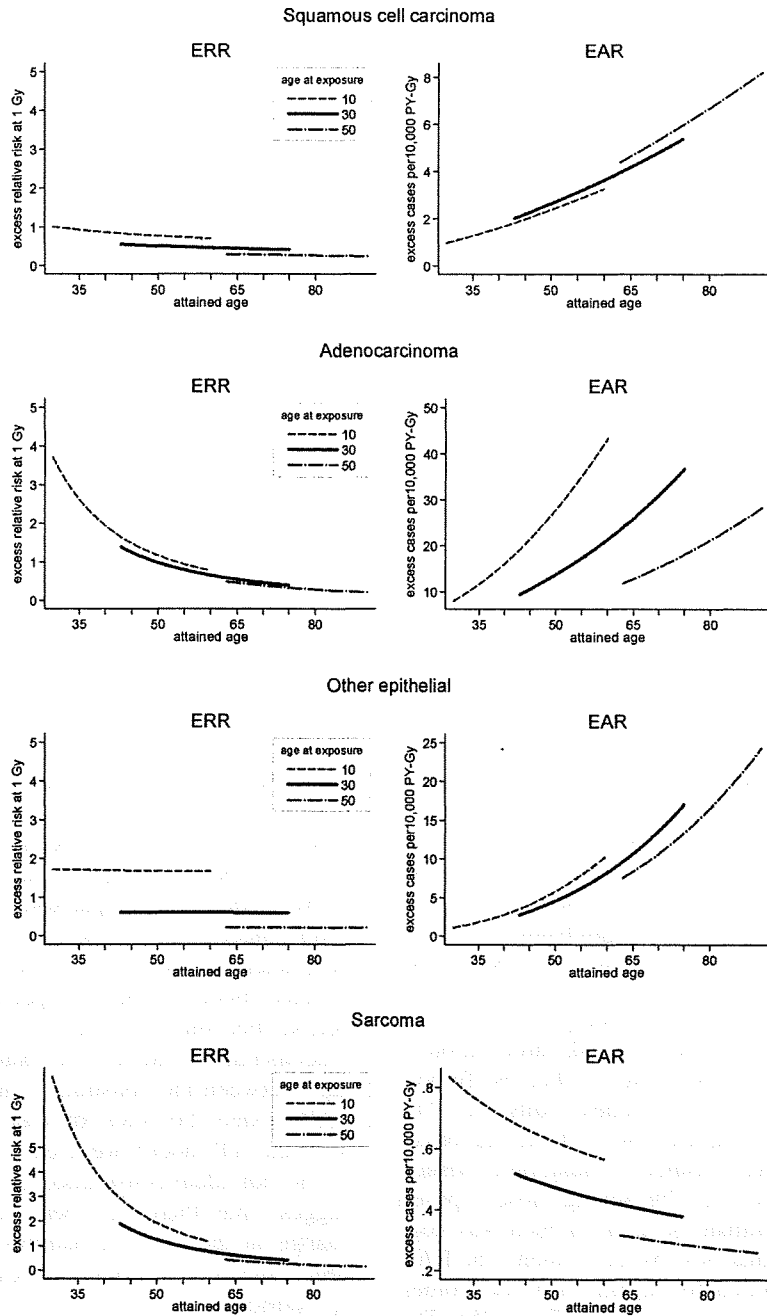 Squamous cell carcinoma
ERR
EAR
excess relative risk at 1 Gy
5
4
3
2
1
0
35 50 65 80
attained age
age at exposure
10
30
50
excess cases per10,000 PY-Gy
8
6
4
2
0
35 50 65 80
attained age
Adenocarcinoma
ERR
EAR
excess relative risk at 1 Gy
5
4
3
2
1
0
35 50 65 80
attained age
age at exposure
10
30
50
excess cases per10,000 PY-Gy
50
40
30
20
10
35 50 65 80
attained age
Other epithelial
ERR
EAR
excess relative risk at 1 Gy
5
4
3
2
1
0
35 50 65 80
attained age
age at exposure
10
30
50
excess cases per10,000 PY-Gy
25
20
15
10
5
0
35 50 65 80
attained age
Sarcoma
ERR
EAR
excess relative risk at 1 Gy
5
4
3
2
1
0
35 50 65 80
attained age
age at exposure
10
30
50
excess cases per10,000 PY-Gy
.8
.6
.4
.2
35 50 65 80
attained age